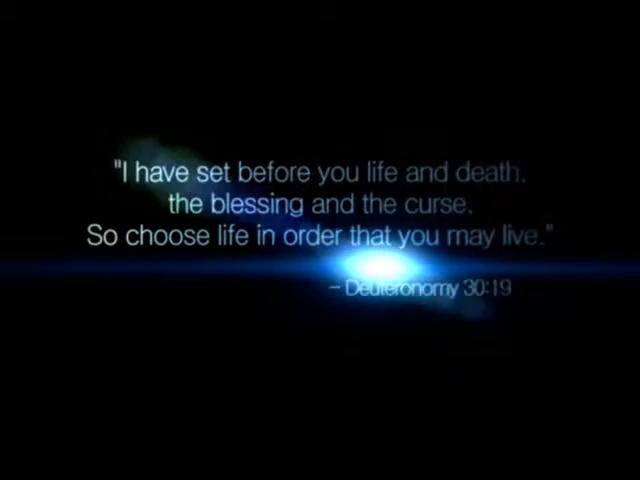 "I have set before you life and death,
the blessing and the curse.
So choose life in order that you may live."
- Deuteronomy 30:19